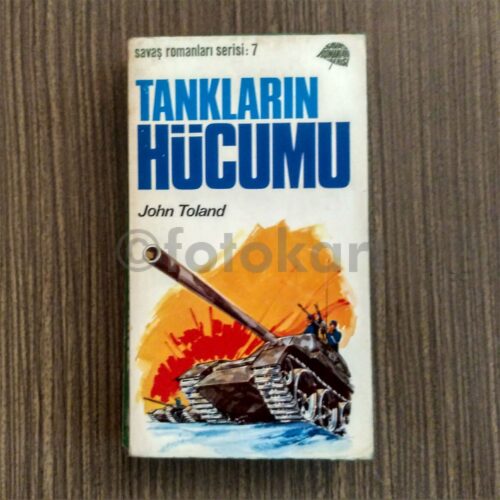 savaş romanları serisi: 7
TANKLARIN
HÜCUMU
John Toland
©fotokar